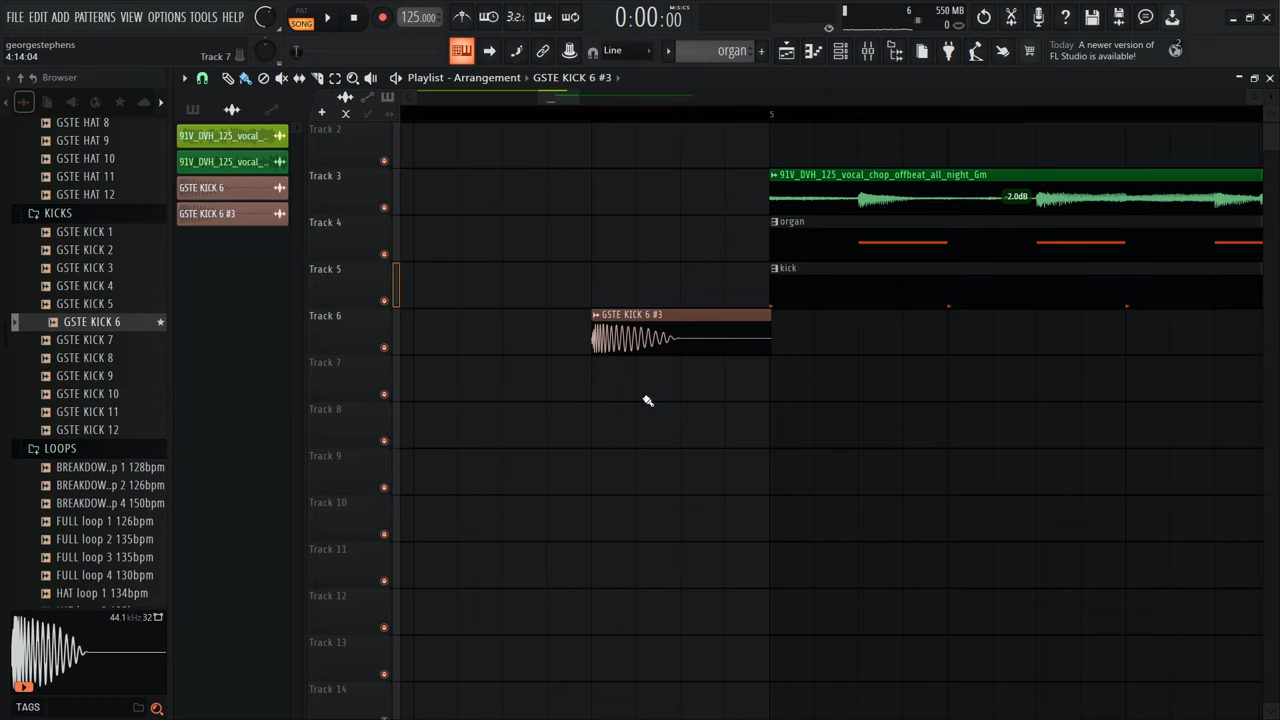 FILE EDIT ADD PATTERNS VIEW OPTIONS TOOLS HELP
PAT
SONG
125.000
3.2.
0:00:00
M:S:CS
6
550 MB
0
georgestephens
4:14:04
Track 7
Line
organ
Today A newer version of
FL Studio is available!
Browser
Playlist - Arrangement GSTE KICK 6 #3
GSTE HAT 8
GSTE HAT 9
GSTE HAT 10
GSTE HAT 11
GSTE HAT 12
KICKS
GSTE KICK 1
GSTE KICK 2
GSTE KICK 3
GSTE KICK 4
GSTE KICK 5
GSTE KICK 6
GSTE KICK 7
GSTE KICK 8
GSTE KICK 9
GSTE KICK 10
GSTE KICK 11
GSTE KICK 12
LOOPS
BREAKDOW..p 1 128bpm
BREAKDOW..p 2 126bpm
BREAKDOW..p 4 150bpm
FULL loop 1 126bpm
FULL loop 2 135bpm
FULL loop 3 135bpm
FULL loop 4 130bpm
HAT loop 1 134bpm
44.1 kHz 32
TAGS
91V_DVH_125_vocal_..
91V_DVH_125_vocal_..
GSTE KICK 6
GSTE KICK 6 #3
5
Track 2
Track 3
Track 4
Track 5
Track 6
Track 7
Track 8
Track 9
Track 10
Track 11
Track 12
Track 13
Track 14
91V_DVH_125_vocal_chop_offbeat_all_night_Gm
-2.0dB
organ
kick
GSTE KICK 6 #3